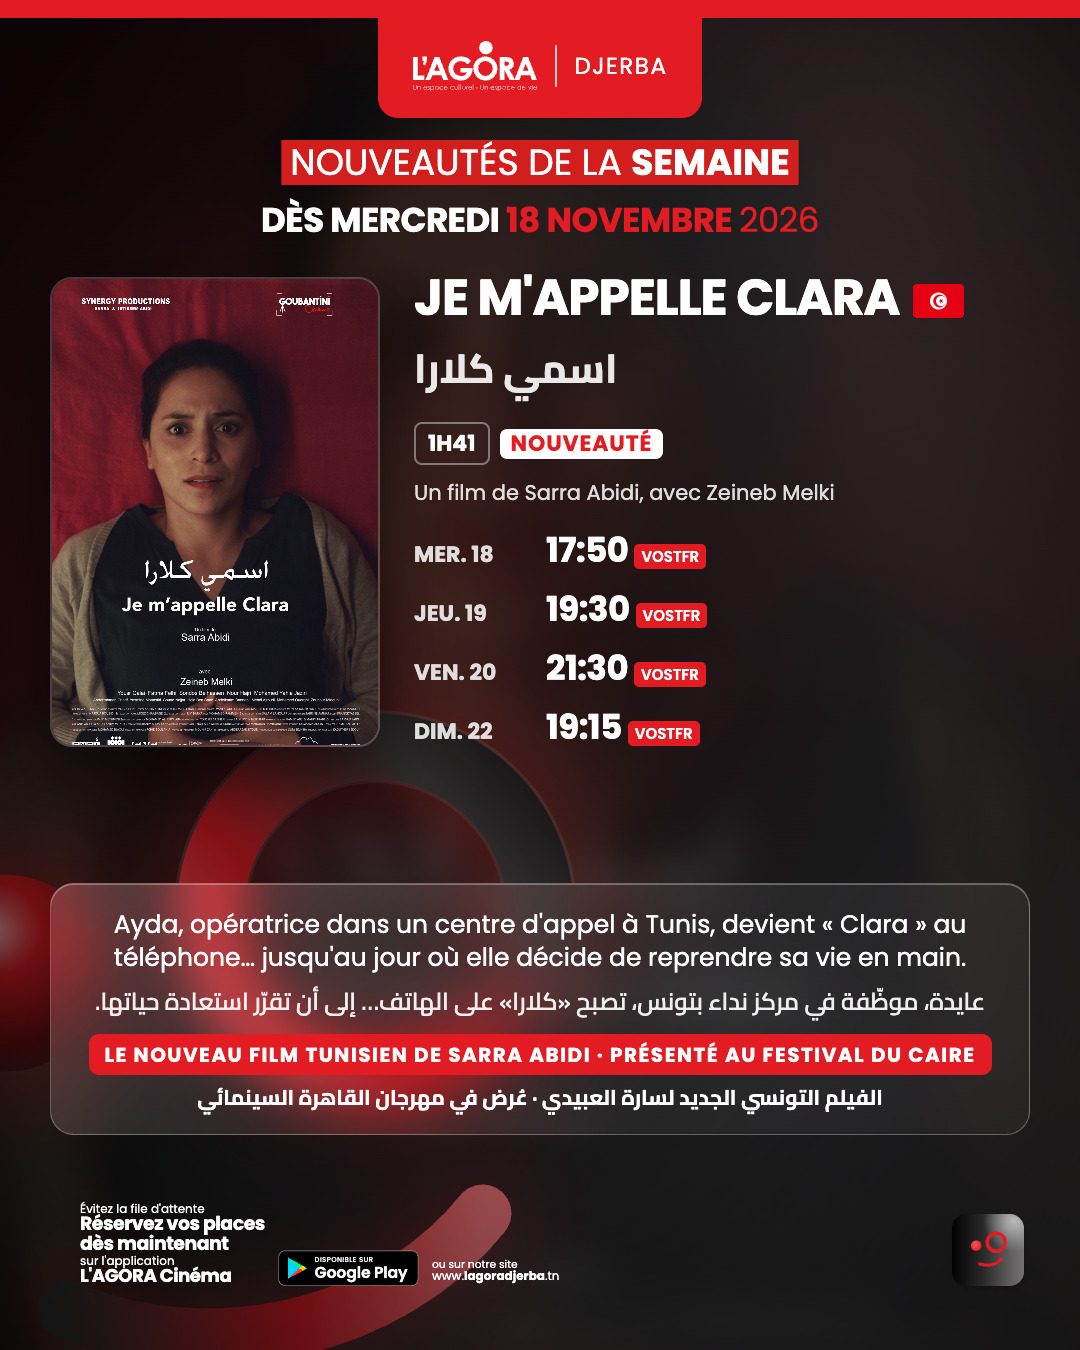 L'AGORA
DJERBA
Un espace culturel - Un espace de vie
NOUVEAUTÉS DE LA SEMAINE
DÈS MERCREDI 18 NOVEMBRE 2026
SYNERGY PRODUCTIONS
GOUBANTINI
اسمي كلارا
Je m'appelle Clara
Sarra Abidi
avec
Zeineb Melki
JE M'APPELLE CLARA
اسمي كلارا
1H41 NOUVEAUTÉ
Un film de Sarra Abidi, avec Zeineb Melki
MER. 18 17:50 VOSTFR
JEU. 19 19:30 VOSTFR
VEN. 20 21:30 VOSTFR
DIM. 22 19:15 VOSTFR
Ayda, opératrice dans un centre d'appel à Tunis, devient « Clara » au
téléphone... jusqu'au jour où elle décide de reprendre sa vie en main.
عايدة، موظّفة في مركز نداء بتونس، تصبح «كلارا» على الهاتف... إلى أن تقرّر استعادة حياتها.
LE NOUVEAU FILM TUNISIEN DE SARRA ABIDI · PRÉSENTÉ AU FESTIVAL DU CAIRE
الفيلم التونسي الجديد لسارة العبيدي · عُرض في مهرجان القاهرة السينمائي
Évitez la file d'attente
Réservez vos places
dès maintenant
sur l'application
L'AGORA Cinéma
DISPONIBLE SUR
Google Play
ou sur notre site
www.lagoradjerba.tn